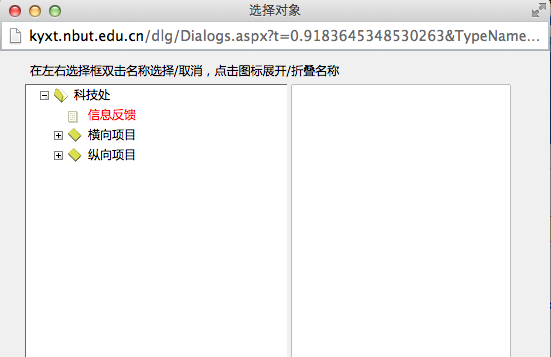 选择对象
kyxt.nbut.edu.cn/dlg/Dialogs.aspx?t=0.9183645348530263&TypeName...
在左右选择框双击名称选择/取消，点击图标展开/折叠名称
科技处
信息反馈
横向项目
纵向项目